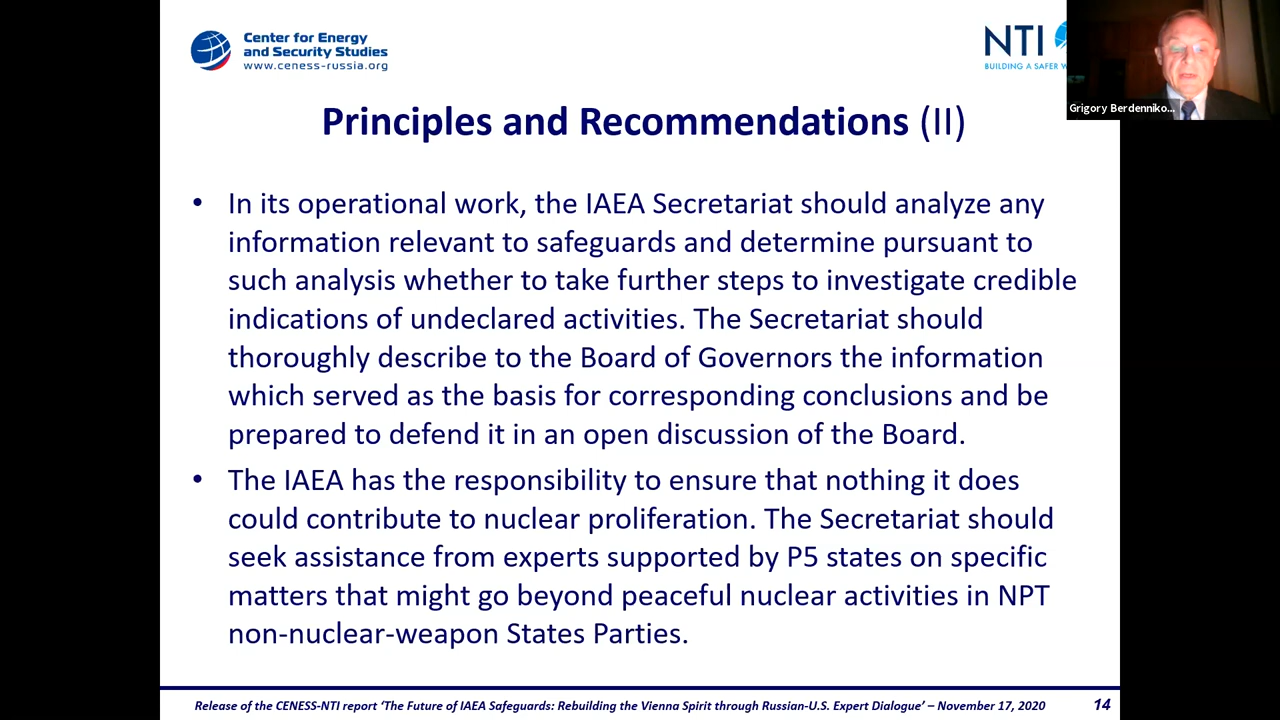 Center for Energy
and Security Studies
www.ceness-russia.org
NTI
BUILDING A SAFER
Grigory Berdenniko...
Principles and Recommendations (II)
• In its operational work, the IAEA Secretariat should analyze any
information relevant to safeguards and determine pursuant to
such analysis whether to take further steps to investigate credible
indications of undeclared activities. The Secretariat should
thoroughly describe to the Board of Governors the information
which served as the basis for corresponding conclusions and be
prepared to defend it in an open discussion of the Board.
• The IAEA has the responsibility to ensure that nothing it does
could contribute to nuclear proliferation. The Secretariat should
seek assistance from experts supported by P5 states on specific
matters that might go beyond peaceful nuclear activities in NPT
non-nuclear-weapon States Parties.
Release of the CENESS-NTI report ‘The Future of IAEA Safeguards: Rebuilding the Vienna Spirit through Russian-U.S. Expert Dialogue’ – November 17, 2020
14